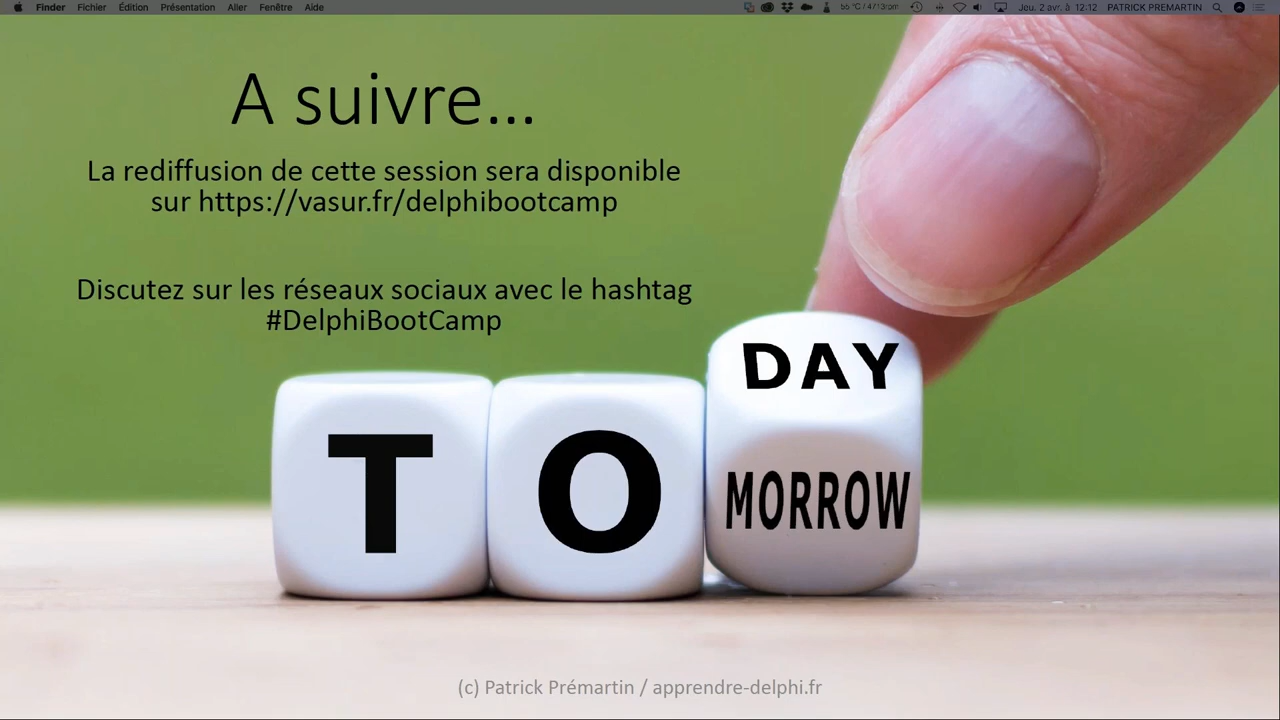 Finder Fichier Édition Présentation Aller Fenêtre Aide
Jeu. 2 avr. à 12:12 PATRICK PREMARTIN
A suivre...
La rediffusion de cette session sera disponible
sur https://vasur.fr/delphibootcamp
Discutez sur les réseaux sociaux avec le hashtag
#DelphiBootCamp
DAY
T O MORROW
(c) Patrick Prémartin / apprendre-delphi.fr